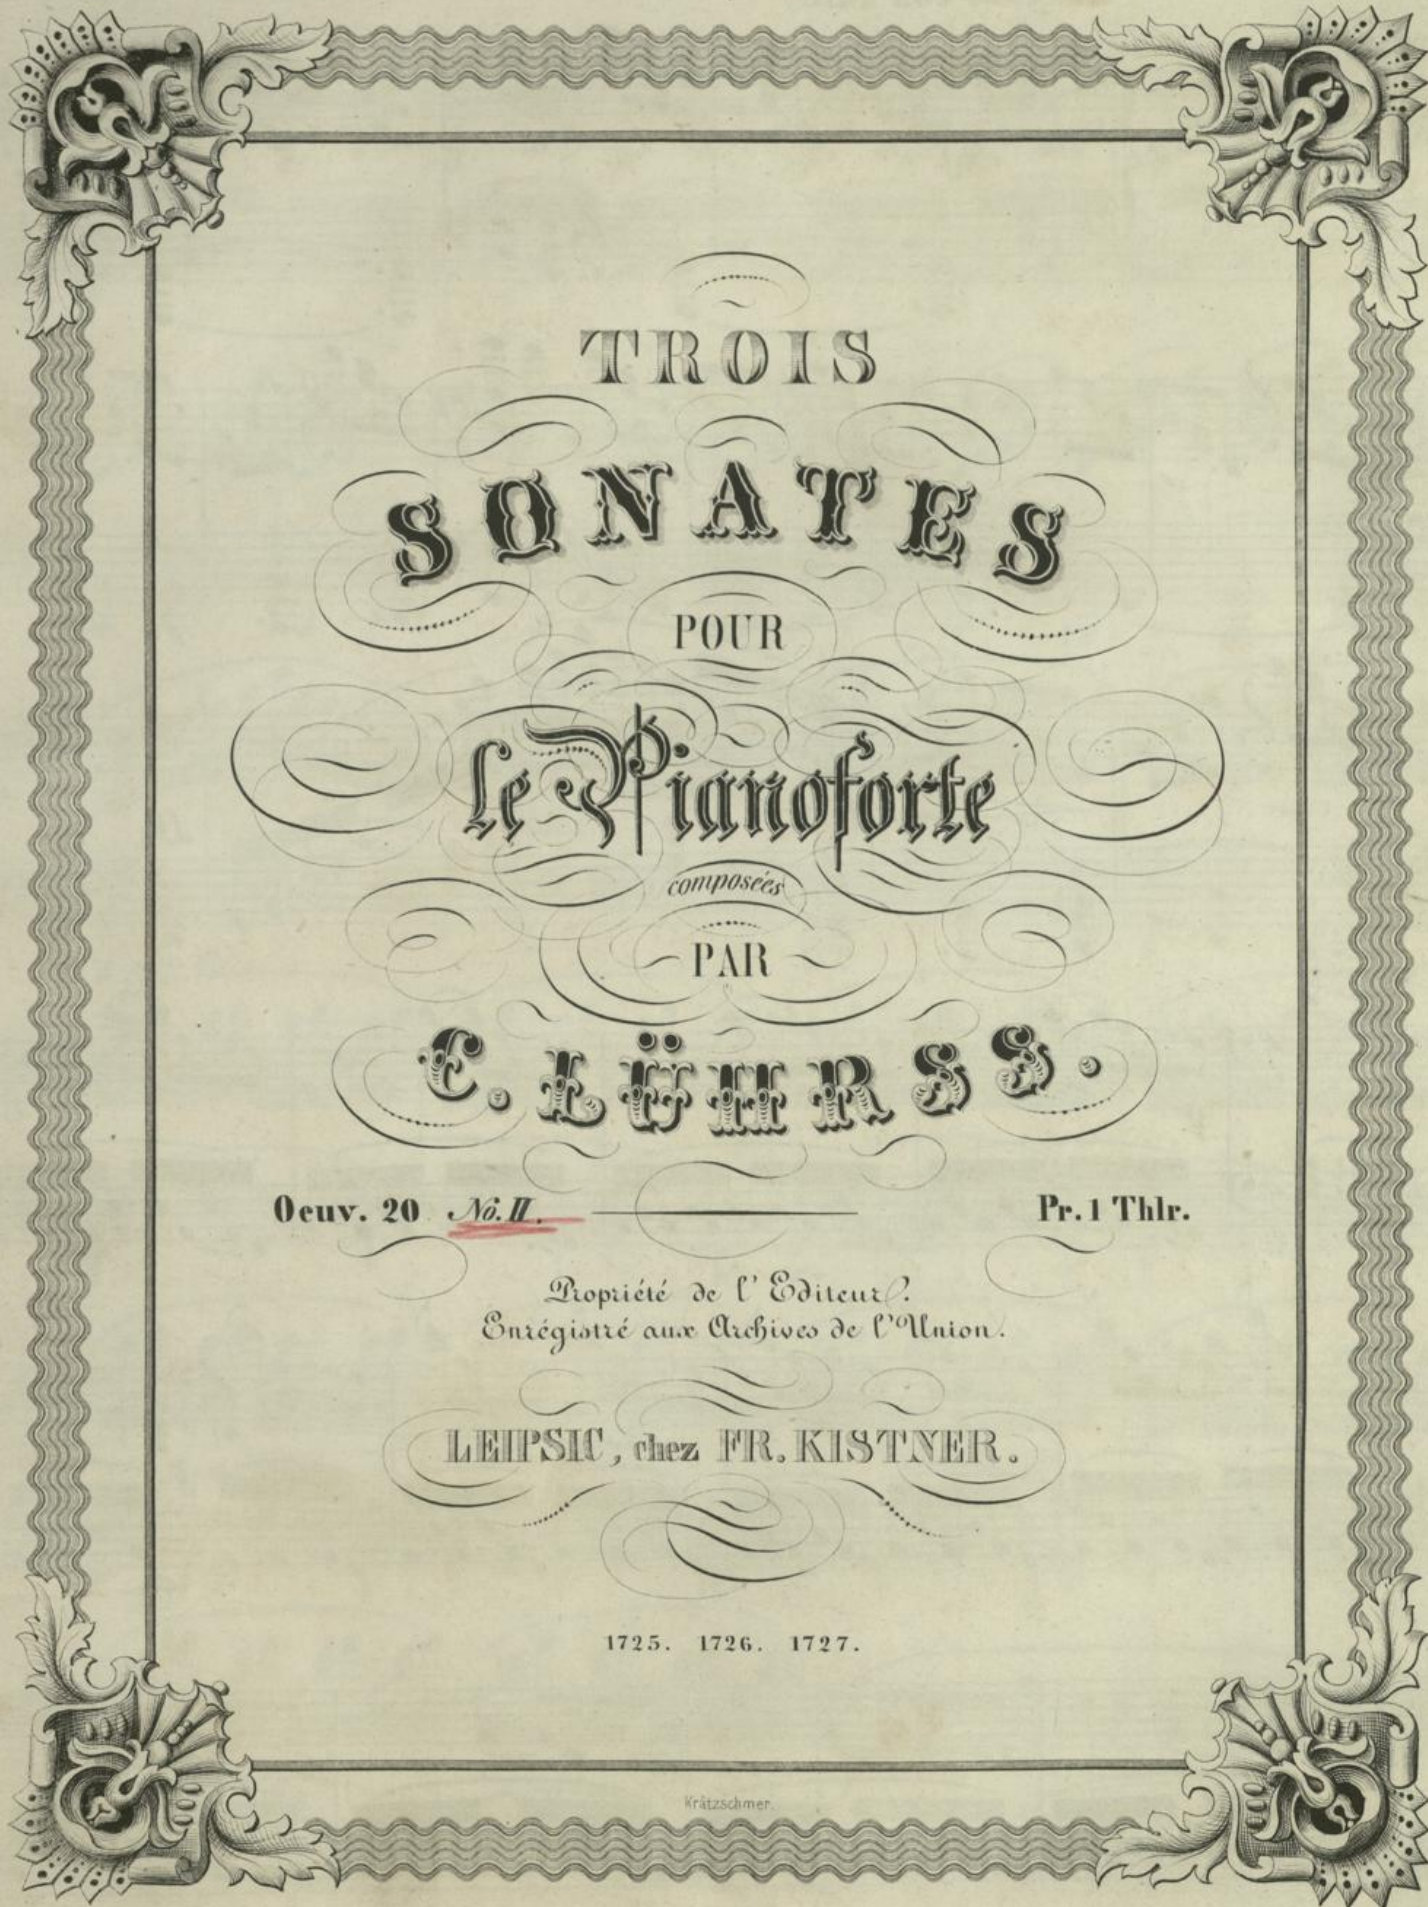 TROIS
SONATES
POUR
le Pianoforte
composées
PAR
C. LÜHRSS.
Oeuv. 20 No. II. Pr. 1 Thlr.
Propriété de l' Editeur.
Enrégistré aux Archives de l'Union.
LEIPSIC, chez FR. KISTNER.
1725. 1726. 1727.
Krätzschmer.